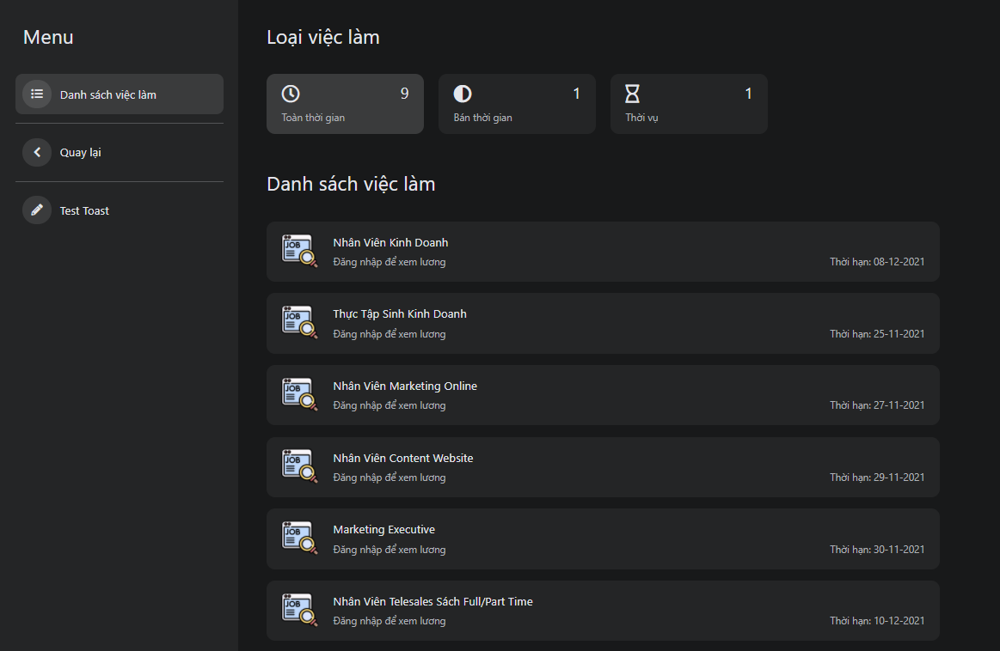 Menu
Danh sách việc làm
Quay lại
Test Toast
Loại việc làm
9
Toàn thời gian
1
Bán thời gian
1
Thời vụ
Danh sách việc làm
JOB
Nhân Viên Kinh Doanh
Đăng nhập để xem lương
Thời hạn: 08-12-2021
JOB
Thực Tập Sinh Kinh Doanh
Đăng nhập để xem lương
Thời hạn: 25-11-2021
JOB
Nhân Viên Marketing Online
Đăng nhập để xem lương
Thời hạn: 27-11-2021
JOB
Nhân Viên Content Website
Đăng nhập để xem lương
Thời hạn: 29-11-2021
JOB
Marketing Executive
Đăng nhập để xem lương
Thời hạn: 30-11-2021
JOB
Nhân Viên Telesales Sách Full/Part Time
Đăng nhập để xem lương
Thời hạn: 10-12-2021